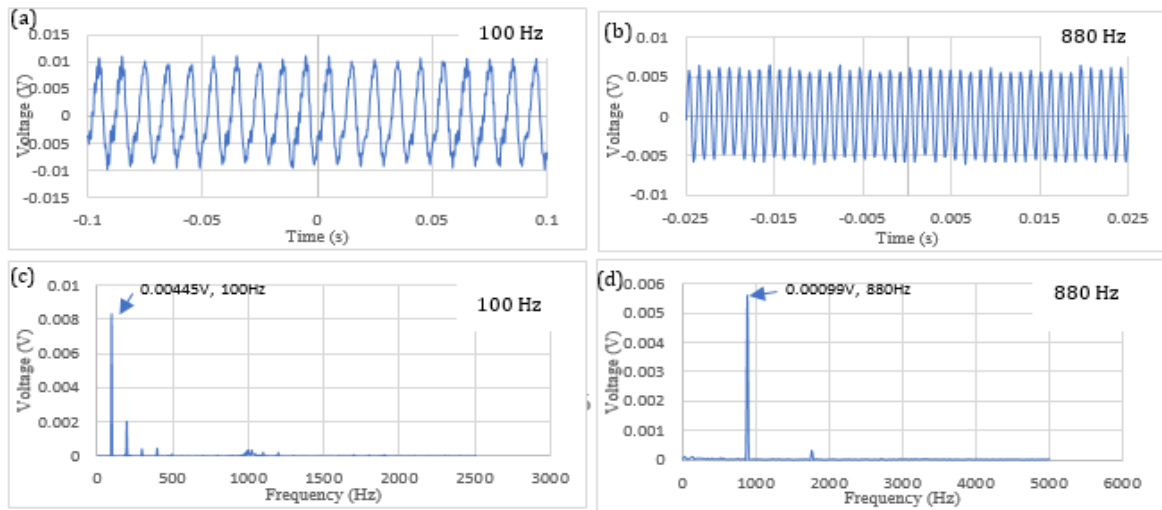 (a)
100 Hz
0.015
0.01
0.005
0
-0.005
-0.01
-0.015
Voltage (V)
-0.1
-0.05
0
0.05
0.1
Time (s)
(b)
880 Hz
0.01
0.005
0
-0.005
-0.01
Voltage (V)
-0.025
-0.015
-0.005
0.005
0.015
0.025
Time (s)
(c)
0.00445V, 100Hz
100 Hz
0.01
0.008
0.006
0.004
0.002
0
Voltage (V)
0
500
1000
1500
2000
2500
3000
Frequency (Hz)
(d)
0.00099V, 880Hz
880 Hz
0.006
0.005
0.004
0.003
0.002
0.001
0
Voltage (V)
0
1000
2000
3000
4000
5000
6000
Frequency (Hz)